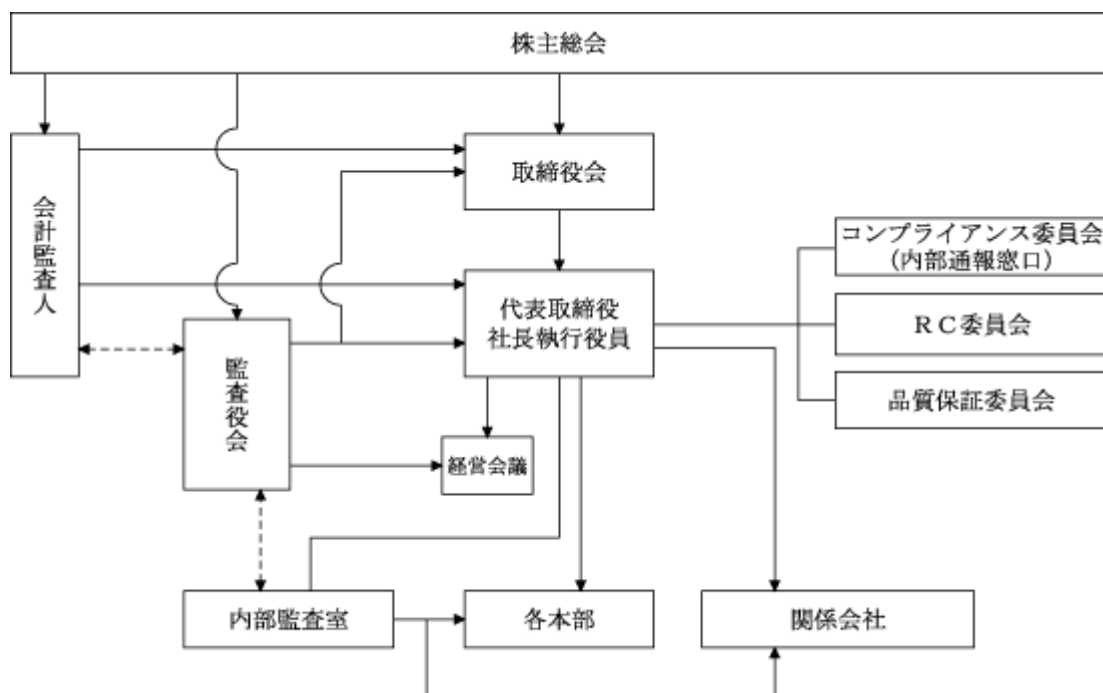 株主総会
会計監査人
取締役会
コンプライアンス委員会
(内部通報窓口)
代表取締役
社長執行役員
RC委員会
監査役会
品質保証委員会
経営会議
内部監査室
各本部
関係会社